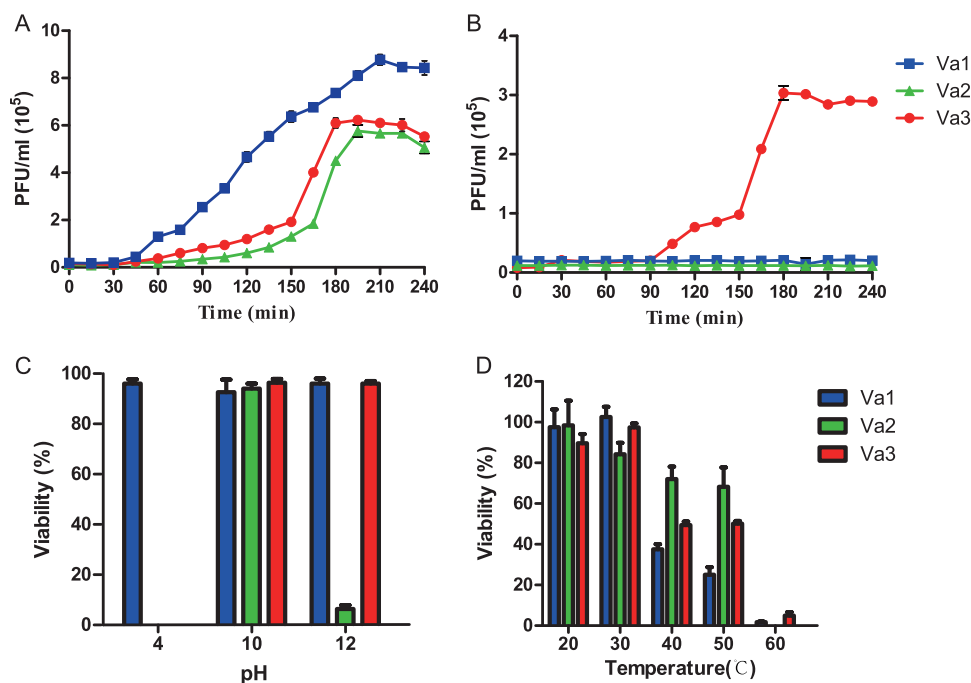 A
PFU/ml (10⁵)
10
8
6
4
2
0
0 30 60 90 120 150 180 210 240
Time (min)
B
PFU/ml (10⁵)
4
3
2
1
0
0 30 60 90 120 150 180 210 240
Time (min)
Va1
Va2
Va3
C
Viability (%)
100
80
60
40
20
0
4 10 12
pH
D
Viability (%)
120
100
80
60
40
20
0
20 30 40 50 60
Temperature(℃)
Va1
Va2
Va3